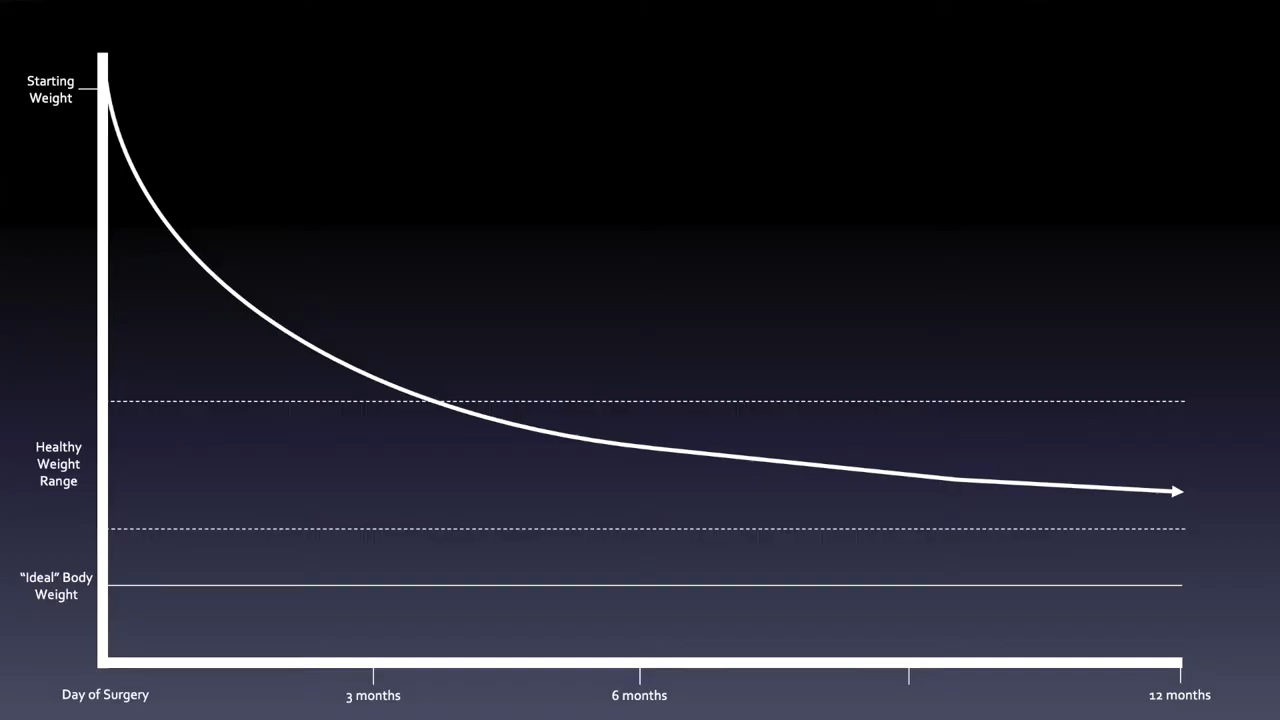 Starting
Weight
Healthy
Weight
Range
“Ideal” Body
Weight
Day of Surgery
3 months
6 months
12 months